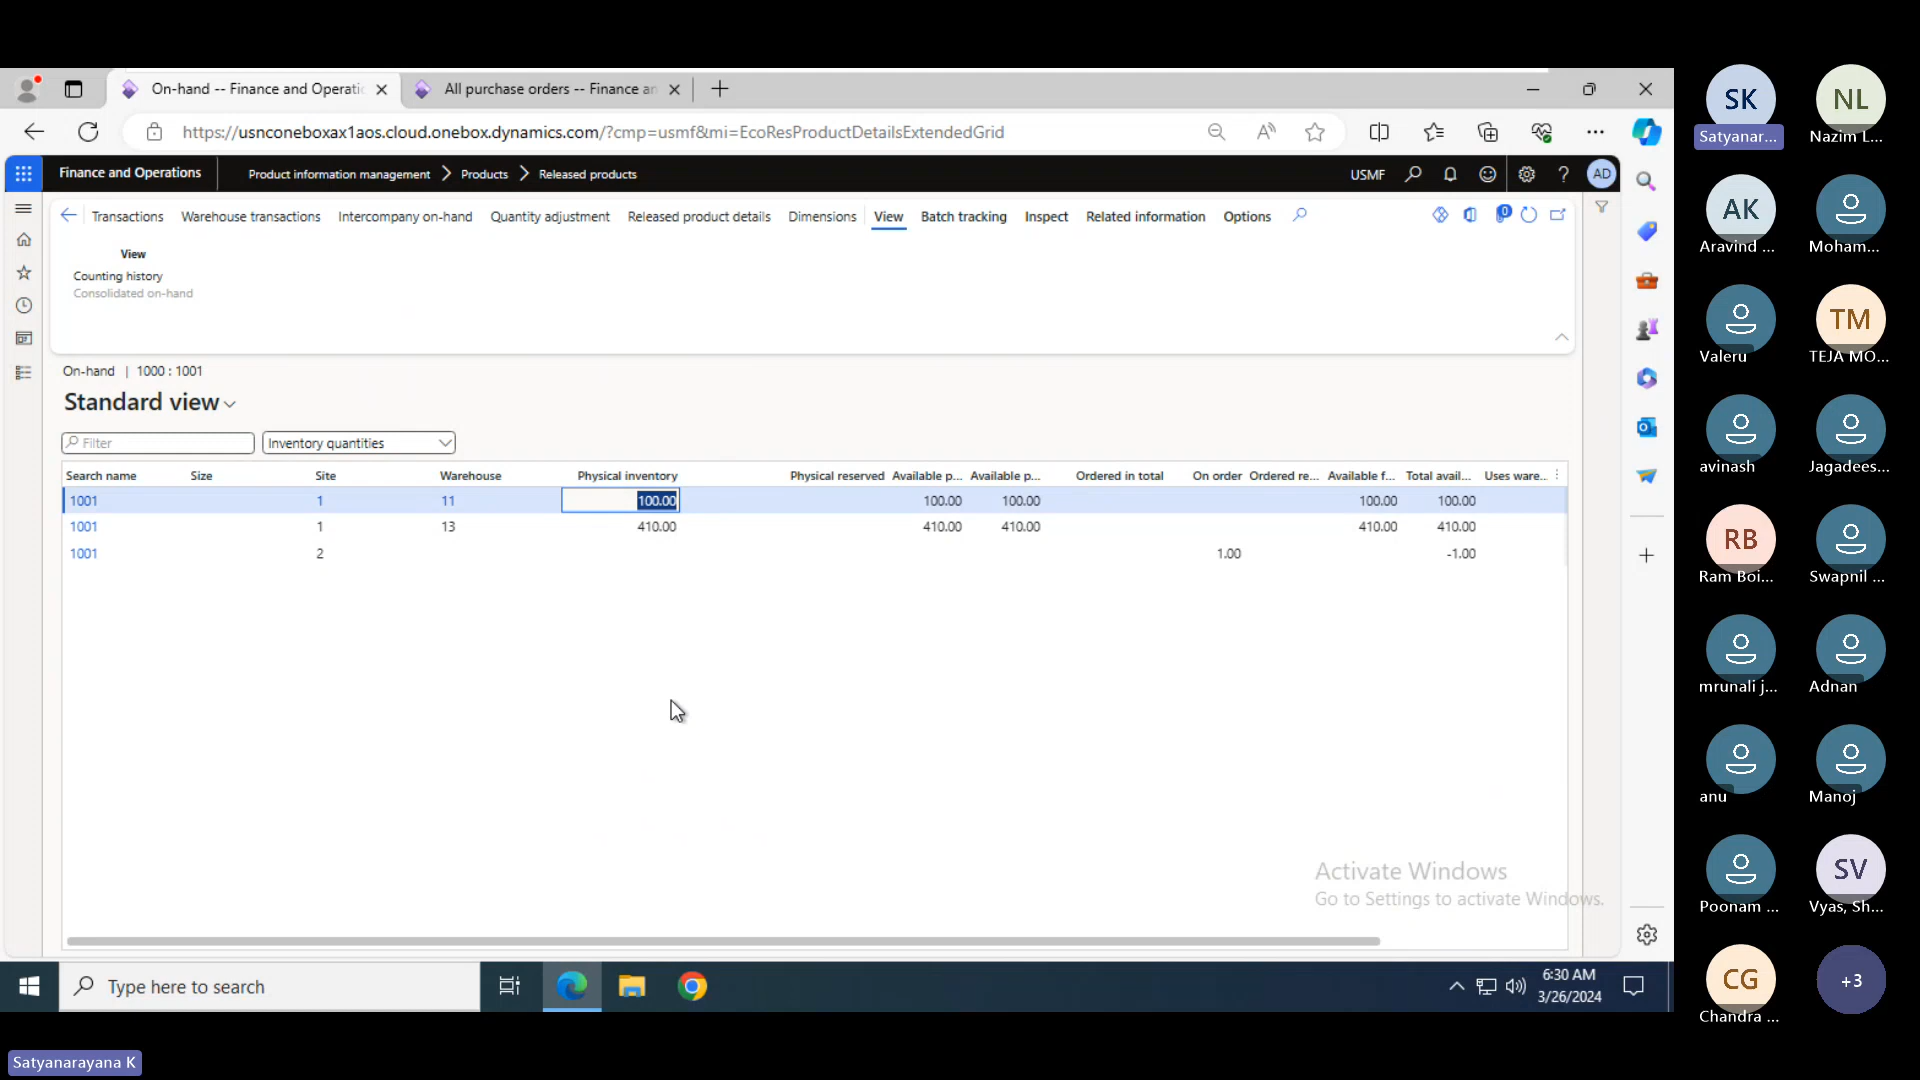 On-hand -- Finance and Operatic
All purchase orders -- Finance an
https://usnconeboxax1aos.cloud.onebox.dynamics.com/?cmp=usmf&mi=EcoResProductDetailsExtendedGrid
Finance and Operations
Product information management
Products
Released products
USMF
?
AD
Transactions
Warehouse transactions
Intercompany on-hand
Quantity adjustment
Released product details
Dimensions
View
Batch tracking
Inspect
Related information
Options
0
View
Counting history
Consolidated on-hand
On-hand | 1000 : 1001
Standard view
Filter
Inventory quantities
Search name Size Site Warehouse Physical inventory Physical reserved Available p... Available p... Ordered in total On order Ordered re... Available f... Total avail... Uses ware...
1001 1 11 100.00 100.00 100.00 100.00 100.00
1001 1 13 410.00 410.00 410.00 410.00 410.00
1001 2 1.00 -1.00
Activate Windows
Go to Settings to activate Windows.
Type here to search
6:30 AM
3/26/2024
SK
Satyanar...
NL
Nazim L...
AK
Aravind ...
Moham...
Valeru
TM
TEJA MO...
avinash
Jagadees...
RB
Ram Boi...
Swapnil ...
mrunali j...
Adnan
anu
Manoj
Poonam ...
SV
Vyas, Sh...
CG
Chandra ...
+3
Satyanarayana K